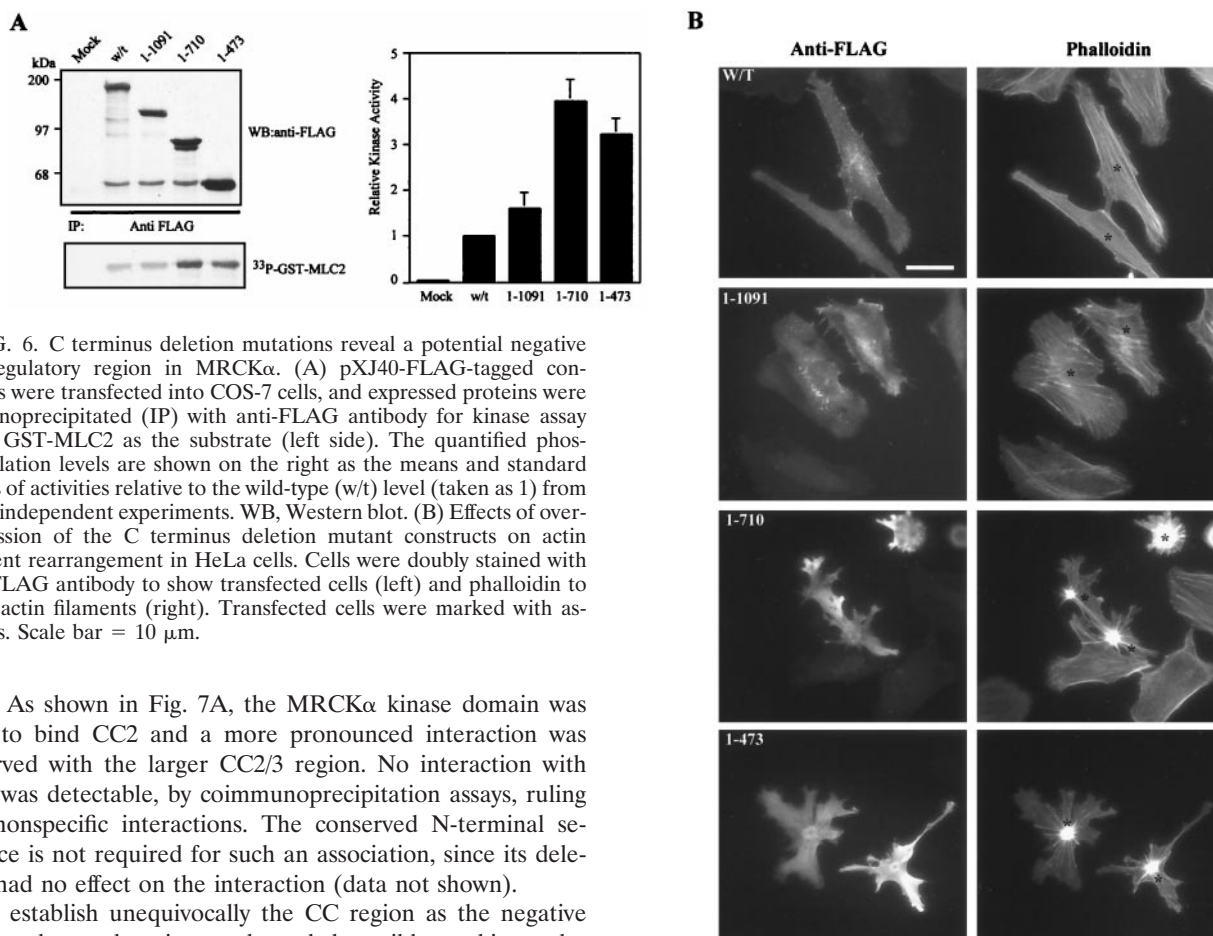 A
Mock
w/t
1-1091
1-710
1-473
kDa
200
97
68
WB:anti-FLAG
IP: Anti FLAG
33P-GST-MLC2
Relative Kinase Activity
5
4
3
2
1
0
Mock w/t 1-1091 1-710 1-473
G. 6. C terminus deletion mutations reveal a potential negative
egulatory region in MRCKα. (A) pXJ40-FLAG-tagged con-
s were transfected into COS-7 cells, and expressed proteins were
noprecipitated (IP) with anti-FLAG antibody for kinase assay
GST-MLC2 as the substrate (left side). The quantified phos-
lation levels are shown on the right as the means and standard
s of activities relative to the wild-type (w/t) level (taken as 1) from
independent experiments. WB, Western blot. (B) Effects of over-
ssion of the C terminus deletion mutant constructs on actin
ent rearrangement in HeLa cells. Cells were doubly stained with
FLAG antibody to show transfected cells (left) and phalloidin to
actin filaments (right). Transfected cells were marked with as-
s. Scale bar = 10 μm.
As shown in Fig. 7A, the MRCKα kinase domain was
to bind CC2 and a more pronounced interaction was
rved with the larger CC2/3 region. No interaction with
was detectable, by coimmunoprecipitation assays, ruling
nonspecific interactions. The conserved N-terminal se-
ce is not required for such an association, since its dele-
had no effect on the interaction (data not shown).
establish unequivocally the CC region as the negative
B
Anti-FLAG Phalloidin
W/T
1-1091
1-710
1-473